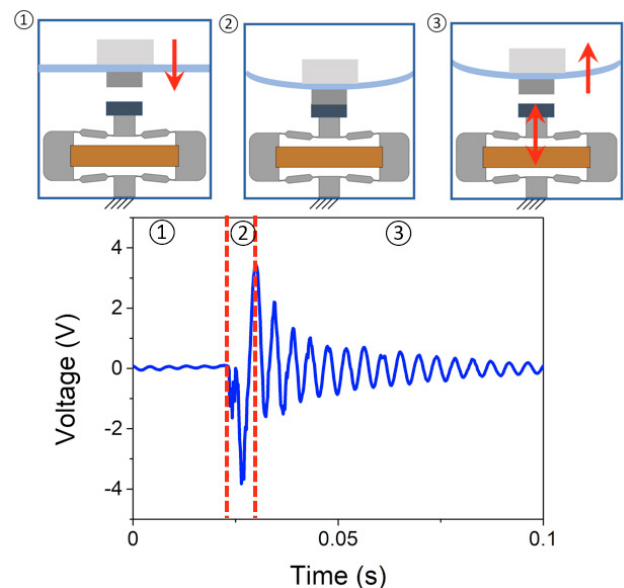 ① ② ③
① ② ③
4
2
0
-2
-4
Voltage (V)
0 0.05 0.1
Time (s)